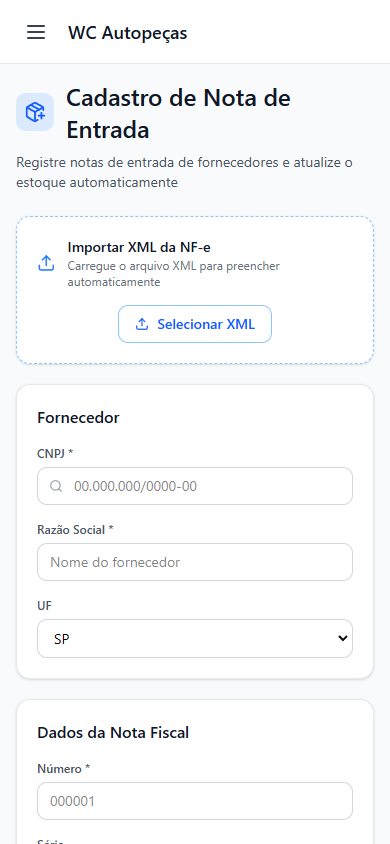 WC Autopeças
Cadastro de Nota de
Entrada
Registre notas de entrada de fornecedores e atualize o
estoque automaticamente
Importar XML da NF-e
Carregue o arquivo XML para preencher
automaticamente
Selecionar XML
Fornecedor
CNPJ *
00.000.000/0000-00
Razão Social *
Nome do fornecedor
UF
SP
Dados da Nota Fiscal
Número *
000001
Série